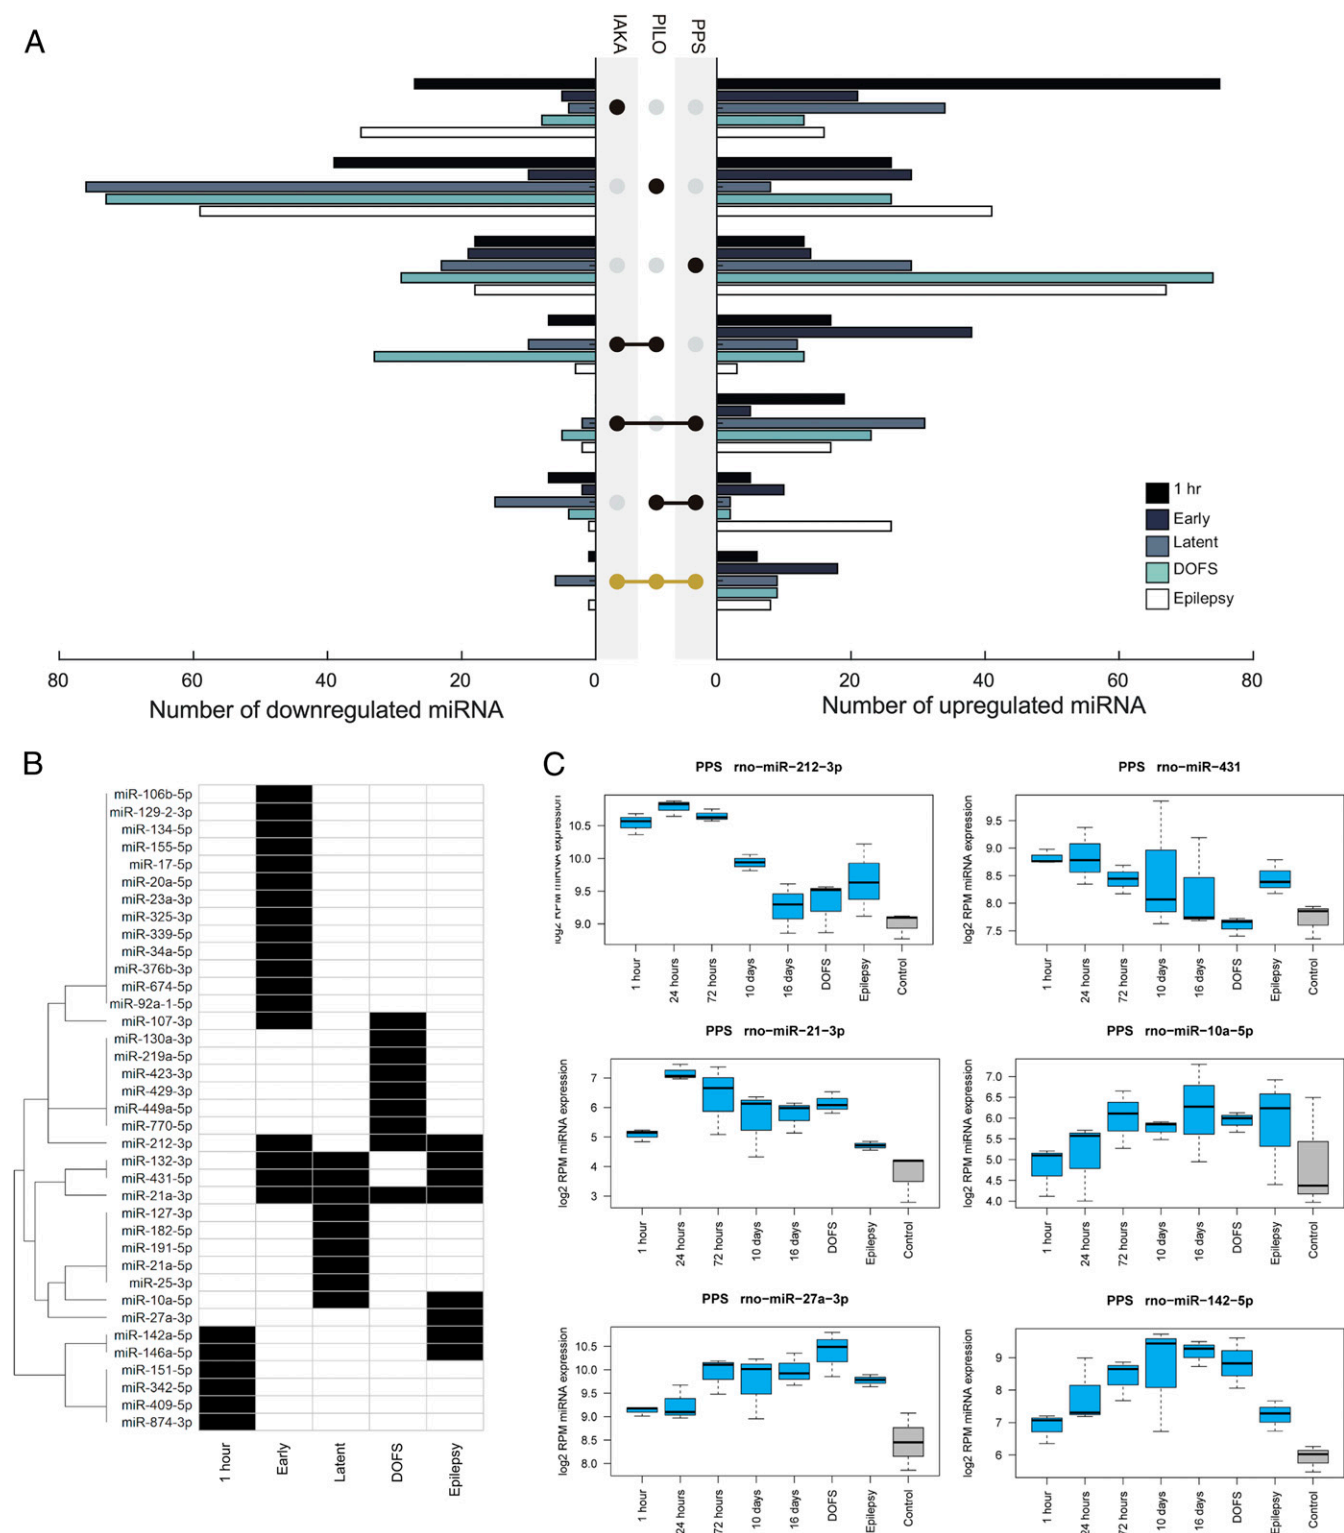 A
IAKA
PILO
PPS
1 hr
Early
Latent
DOFS
Epilepsy
80 60 40 20 0 0 20 40 60 80
Number of downregulated miRNA
Number of upregulated miRNA
B
miR-106b-5p
miR-129-2-3p
miR-134-5p
miR-155-5p
miR-17-5p
miR-20a-5p
miR-23a-3p
miR-325-3p
miR-339-5p
miR-34a-5p
miR-376b-3p
miR-674-5p
miR-92a-1-5p
miR-107-3p
miR-130a-3p
miR-219a-5p
miR-423-3p
miR-429-3p
miR-449a-5p
miR-770-5p
miR-212-3p
miR-132-3p
miR-431-5p
miR-21a-3p
miR-127-3p
miR-182-5p
miR-191-5p
miR-21a-5p
miR-25-3p
miR-10a-5p
miR-27a-3p
miR-142a-5p
miR-146a-5p
miR-151-5p
miR-342-5p
miR-409-5p
miR-874-3p
1 hour
Early
Latent
DOFS
Epilepsy
C
PPS rno-miR-212-3p
log2 RPM miRNA expression
10.5
10.0
9.5
9.0
1 hour
24 hours
72 hours
10 days
16 days
DOFS
Epilepsy
Control
PPS rno-miR-431
log2 RPM miRNA expression
9.5
9.0
8.5
8.0
7.5
1 hour
24 hours
72 hours
10 days
16 days
DOFS
Epilepsy
Control
PPS rno-miR-21-3p
log2 RPM miRNA expression
7
6
5
4
3
1 hour
24 hours
72 hours
10 days
16 days
DOFS
Epilepsy
Control
PPS rno-miR-10a-5p
log2 RPM miRNA expression
7.0
6.5
6.0
5.5
5.0
4.5
4.0
1 hour
24 hours
72 hours
10 days
16 days
DOFS
Epilepsy
Control
PPS rno-miR-27a-3p
log2 RPM miRNA expression
10.5
10.0
9.5
9.0
8.5
8.0
1 hour
24 hours
72 hours
10 days
16 days
DOFS
Epilepsy
Control
PPS rno-miR-142-5p
log2 RPM miRNA expression
9
8
7
6
1 hour
24 hours
72 hours
10 days
16 days
DOFS
Epilepsy
Control